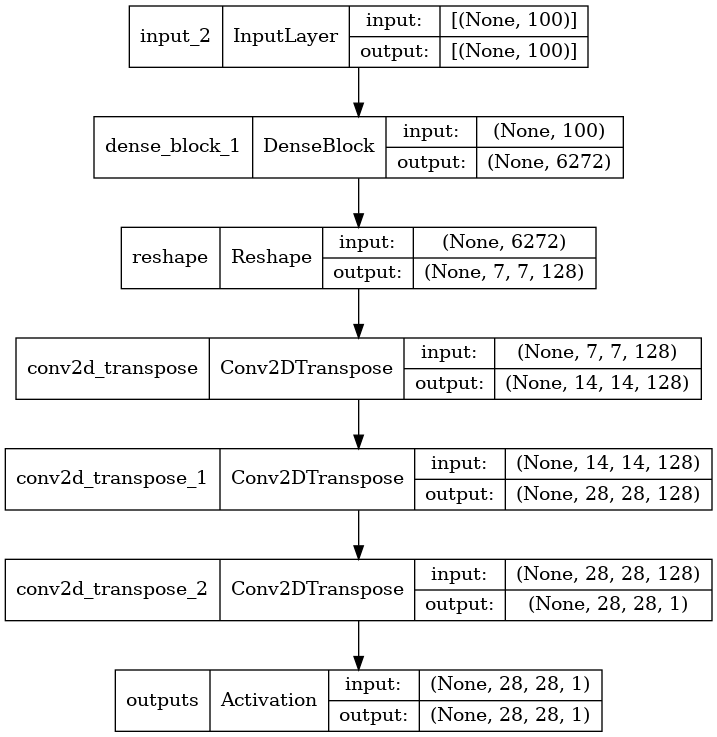 input_2 InputLayer input: [(None, 100)]
output: [(None, 100)]
dense_block_1 DenseBlock input: (None, 100)
output: (None, 6272)
reshape Reshape input: (None, 6272)
output: (None, 7, 7, 128)
conv2d_transpose Conv2DTranspose input: (None, 7, 7, 128)
output: (None, 14, 14, 128)
conv2d_transpose_1 Conv2DTranspose input: (None, 14, 14, 128)
output: (None, 28, 28, 128)
conv2d_transpose_2 Conv2DTranspose input: (None, 28, 28, 128)
output: (None, 28, 28, 1)
outputs Activation input: (None, 28, 28, 1)
output: (None, 28, 28, 1)